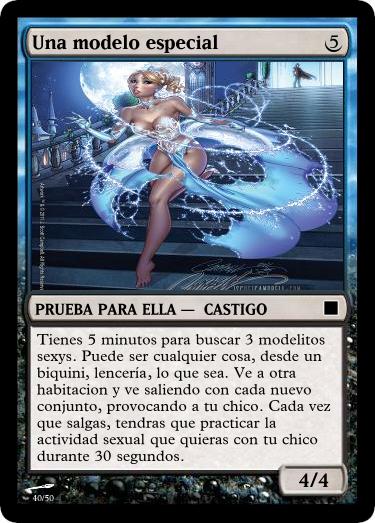 Una modelo especial
5
PRUEBA PARA ELLA — CASTIGO
Tienes 5 minutos para buscar 3 modelitos
sexys. Puede ser cualquier cosa, desde un
biquini, lencería, lo que sea. Ve a otra
habitacion y ve saliendo con cada nuevo
conjunto, provocando a tu chico. Cada vez
que salgas, tendras que practicar la
actividad sexual que quieras con tu chico
durante 30 segundos.
4/4
40/50